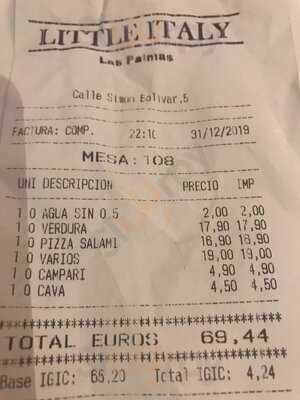 LITTLE ITALY
Las Palmas
Calle Simon Bolivar,5
FACTURA: COMP. 22:10 31/12/2019
MESA: 108
UNI DESCRIPCION PRECIO IMP
1 0 AGUA SIN 0.5 2,00 2,00
1 0 VERDURA 17,90 17,90
1 0 PIZZA SALAMI 16,90 16,90
1 0 VARIOS 19,00 19,00
1 0 CAMPARI 4,90 4,90
1 0 CAVA 4,50 4,50
TOTAL EUROS 69,44
Base IGIC: 65,20 Total IGIC: 4,24